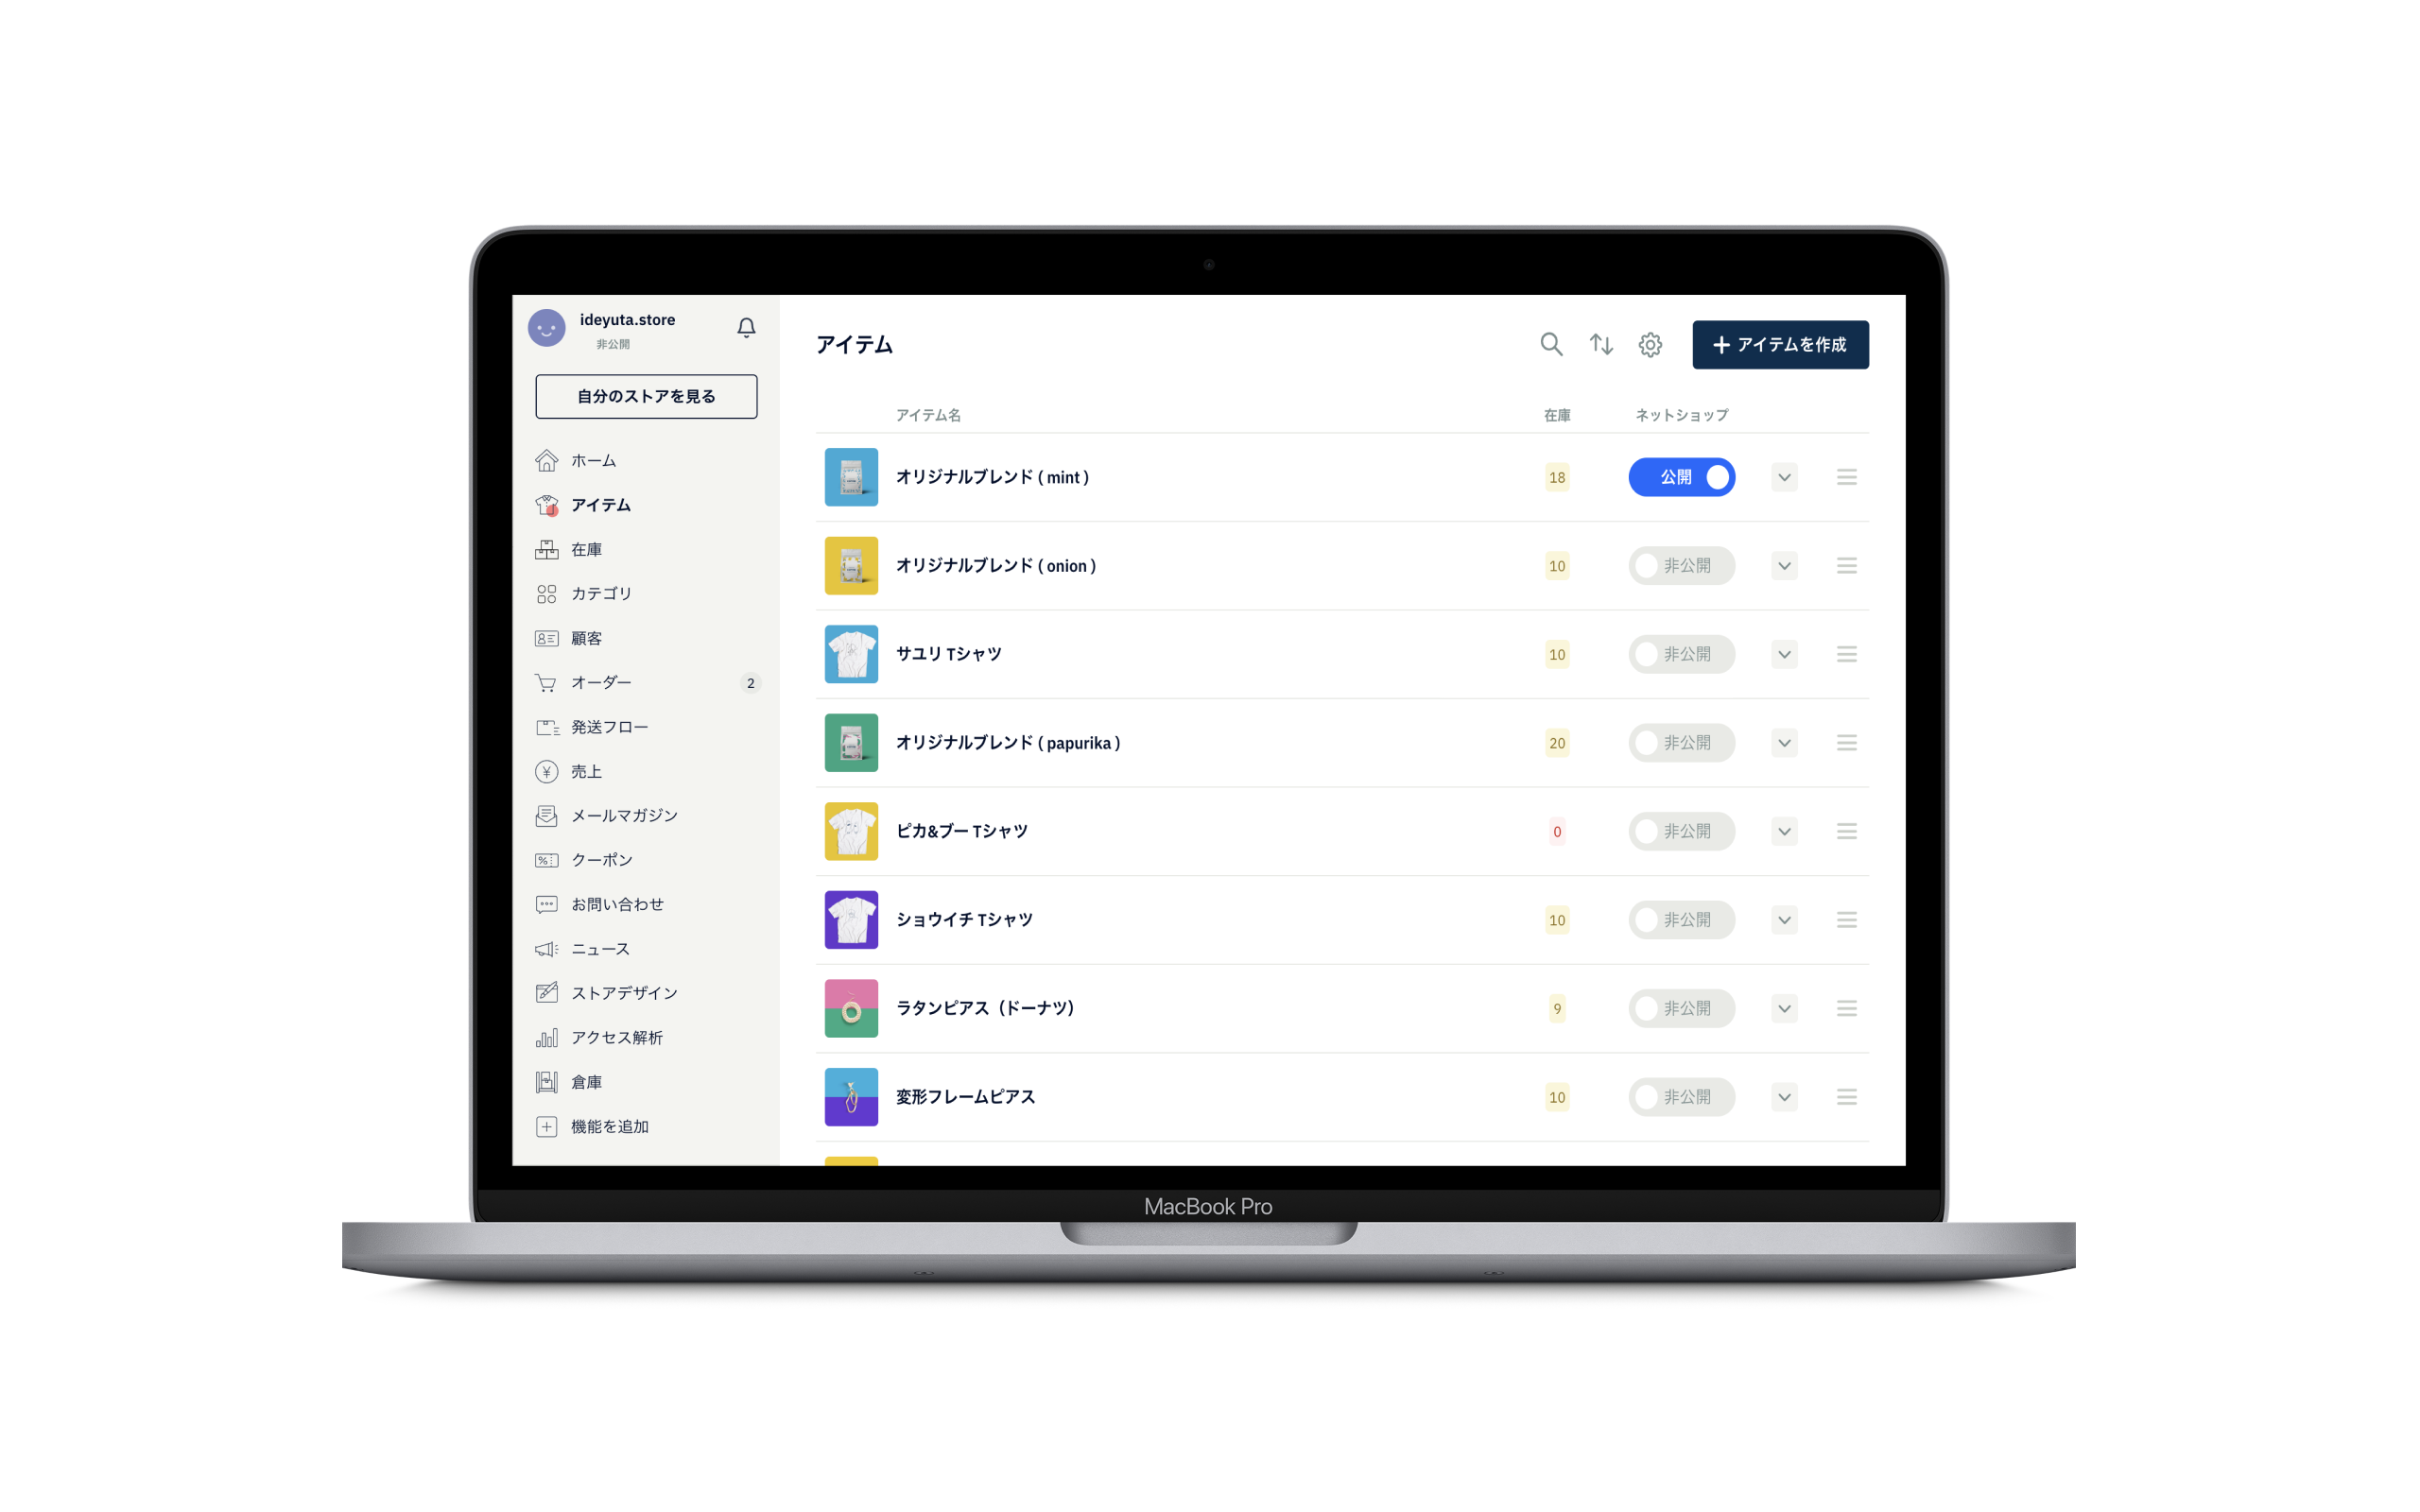 ideyuta.store
非公開
自分のストアを見る
ホーム
アイテム
在庫
カテゴリ
顧客
オーダー 2
発送フロー
売上
メールマガジン
クーポン
お問い合わせ
ニュース
ストアデザイン
アクセス解析
倉庫
機能を追加
アイテム
+ アイテムを作成
アイテム名 在庫 ネットショップ
オリジナルブレンド ( mint ) 18 公開
オリジナルブレンド ( onion ) 10 非公開
サユリ Tシャツ 10 非公開
オリジナルブレンド ( papurika ) 20 非公開
ピカ&ブー Tシャツ 0 非公開
ショウイチ Tシャツ 10 非公開
ラタンピアス（ドーナツ） 9 非公開
変形フレームピアス 10 非公開
MacBook Pro